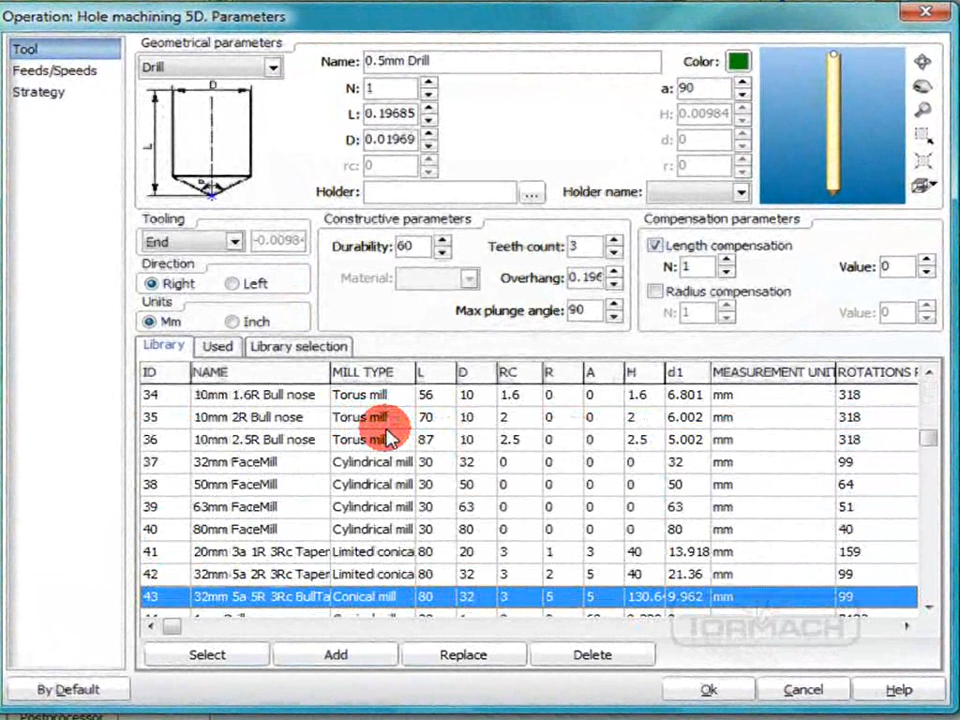 Operation: Hole machining 5D. Parameters
Tool
Feeds/Speeds
Strategy
Geometrical parameters
Drill
D
L
Name: 0.5mm Drill
Color:
N: 1
a: 90
L: 0.19685
H: 0.00984
D: 0.01969
d: 0
rc: 0
r: 0
Holder:
...
Holder name:
Tooling
End
-0.0098
Direction
Right
Left
Units
Mm
Inch
Constructive parameters
Durability: 60
Teeth count: 3
Material:
Overhang: 0.196
Max plunge angle: 90
Compensation parameters
Length compensation
N: 1
Value: 0
Radius compensation
N: 1
Value: 0
Library
Used
Library selection
ID NAME MILL TYPE L D RC R A H d1 MEASUREMENT UNIT ROTATIONS
34 10mm 1.6R Bull nose Torus mill 56 10 1.6 0 0 1.6 6.801 mm 318
35 10mm 2R Bull nose Torus mill 70 10 2 0 0 2 6.002 mm 318
36 10mm 2.5R Bull nose Torus mill 87 10 2.5 0 0 2.5 5.002 mm 318
37 32mm FaceMill Cylindrical mill 30 32 0 0 0 0 32 mm 99
38 50mm FaceMill Cylindrical mill 30 50 0 0 0 0 50 mm 64
39 63mm FaceMill Cylindrical mill 30 63 0 0 0 0 63 mm 51
40 80mm FaceMill Cylindrical mill 30 80 0 0 0 0 80 mm 40
41 20mm 3a 1R 3Rc Taper Limited conica 80 20 3 1 3 40 13.918 mm 159
42 32mm 5a 2R 3Rc Taper Limited conica 80 32 3 2 5 40 21.36 mm 99
43 32mm 5a 5R 3Rc BullTa Conical mill 80 32 3 5 5 130.6 9.962 mm 99
TORMACH
Select
Add
Replace
Delete
By Default
Ok
Cancel
Help
Postprocessor